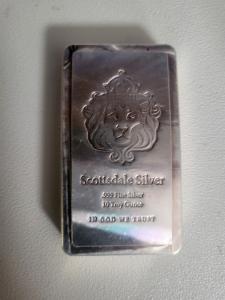 Scottsdale Silver
.999 Fine Silver
10 Troy Ounce
IN GOD WE TRUST